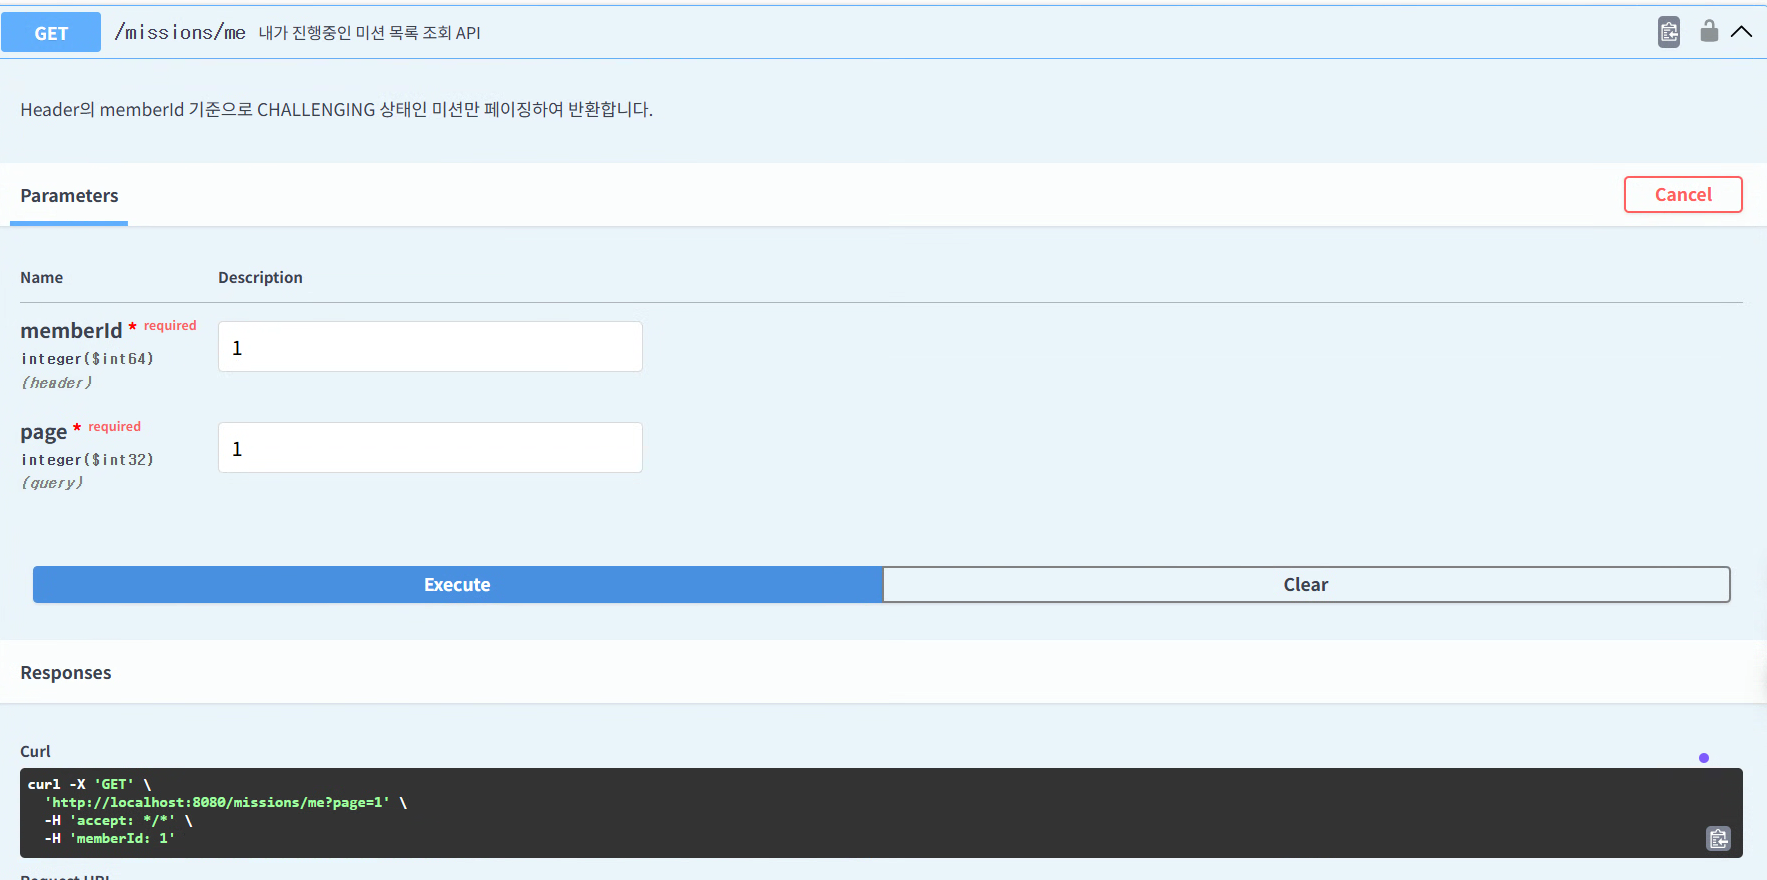 GET /missions/me 내가 진행중인 미션 목록 조회 API
Header의 memberId 기준으로 CHALLENGING 상태인 미션만 페이징하여 반환합니다.
Parameters
Cancel
Name Description
memberId * required
integer($int64)
(header)
1
page * required
integer($int32)
(query)
1
Execute
Clear
Responses
Curl
curl -X 'GET' \
'http://localhost:8080/missions/me?page=1' \
-H 'accept: */*' \
-H 'memberId: 1'
Request URL